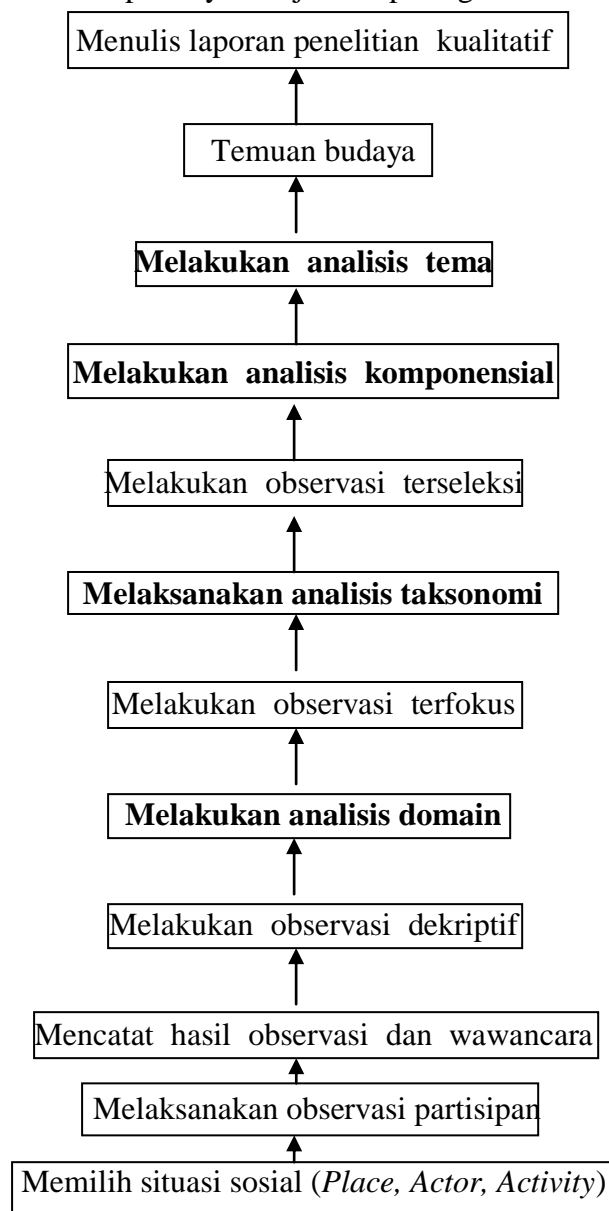 Menulis laporan penelitian kualitatif
Temuan budaya
Melakukan analisis tema
Melakukan analisis komponensial
Melakukan observasi terseleksi
Melaksanakan analisis taksonomi
Melakukan observasi terfokus
Melakukan analisis domain
Melakukan observasi dekriptif
Mencatat hasil observasi dan wawancara
Melaksanakan observasi partisipan
Memilih situasi sosial (Place, Actor, Activity)